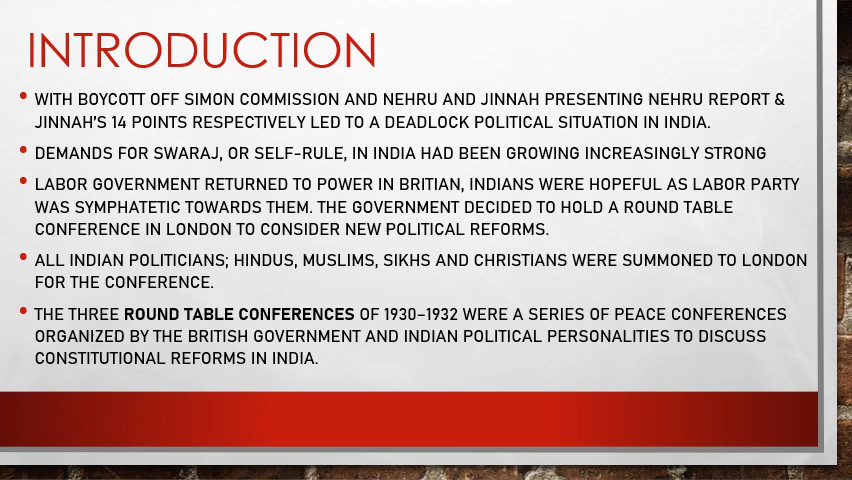 INTRODUCTION
• WITH BOYCOTT OFF SIMON COMMISSION AND NEHRU AND JINNAH PRESENTING NEHRU REPORT &
JINNAH'S 14 POINTS RESPECTIVELY LED TO A DEADLOCK POLITICAL SITUATION IN INDIA.
• DEMANDS FOR SWARAJ, OR SELF-RULE, IN INDIA HAD BEEN GROWING INCREASINGLY STRONG
• LABOR GOVERNMENT RETURNED TO POWER IN BRITIAN, INDIANS WERE HOPEFUL AS LABOR PARTY
WAS SYMPHATETIC TOWARDS THEM. THE GOVERNMENT DECIDED TO HOLD A ROUND TABLE
CONFERENCE IN LONDON TO CONSIDER NEW POLITICAL REFORMS.
• ALL INDIAN POLITICIANS; HINDUS, MUSLIMS, SIKHS AND CHRISTIANS WERE SUMMONED TO LONDON
FOR THE CONFERENCE.
• THE THREE ROUND TABLE CONFERENCES OF 1930–1932 WERE A SERIES OF PEACE CONFERENCES
ORGANIZED BY THE BRITISH GOVERNMENT AND INDIAN POLITICAL PERSONALITIES TO DISCUSS
CONSTITUTIONAL REFORMS IN INDIA.